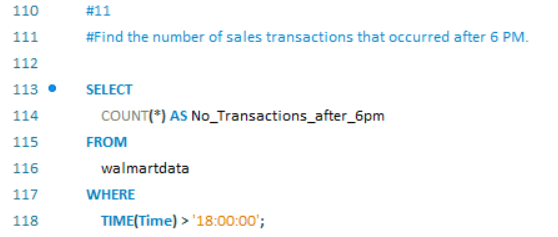 110 #11
111 #Find the number of sales transactions that occurred after 6 PM.
112
113 SELECT
114 COUNT(*) AS No_Transactions_after_6pm
115 FROM
116 walmartdata
117 WHERE
118 TIME(Time) > '18:00:00';